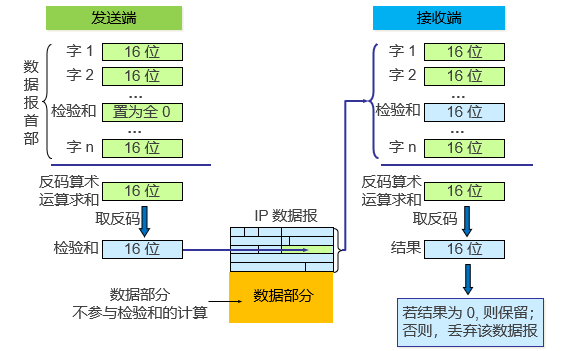 发送端
数据报首部
字 1
16 位
字 2
16 位
…
检验和
置为全 0
…
字 n
16 位
反码算术
运算求和
16 位
取反码
检验和
16 位
数据部分
不参与检验和的计算
IP 数据报
数据部分
接收端
字 1
16 位
字 2
16 位
…
检验和
16 位
…
字 n
16 位
反码算术
运算求和
16 位
取反码
结果
16 位
若结果为 0, 则保留；
否则，丢弃该数据报